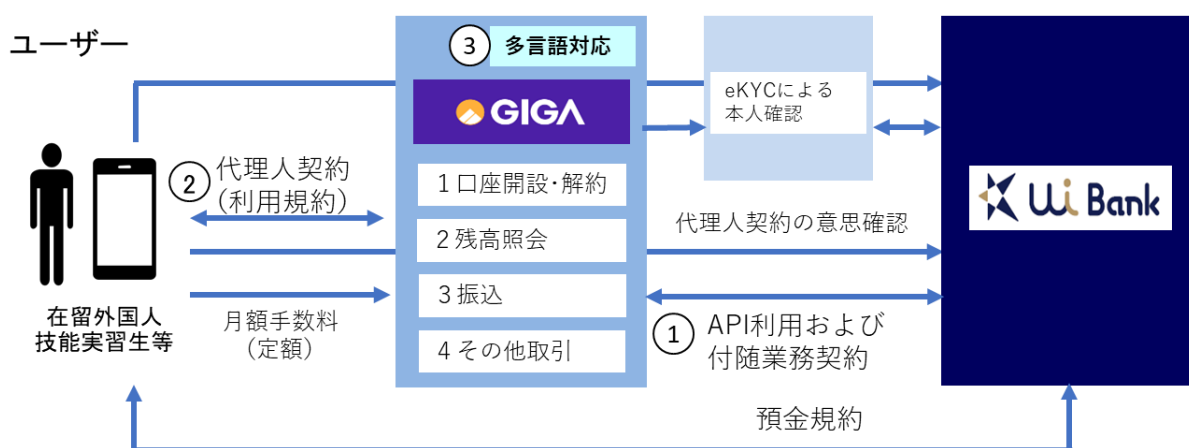 ユーザー
③ 多言語対応
GIGA
eKYCによる
本人確認
UiBank
② 代理人契約
(利用規約)
1 口座開設・解約
2 残高照会
3 振込
4 その他取引
代理人契約の意思確認
在留外国人
技能実習生等
月額手数料
(定額)
① API利用および
付随業務契約
預金規約